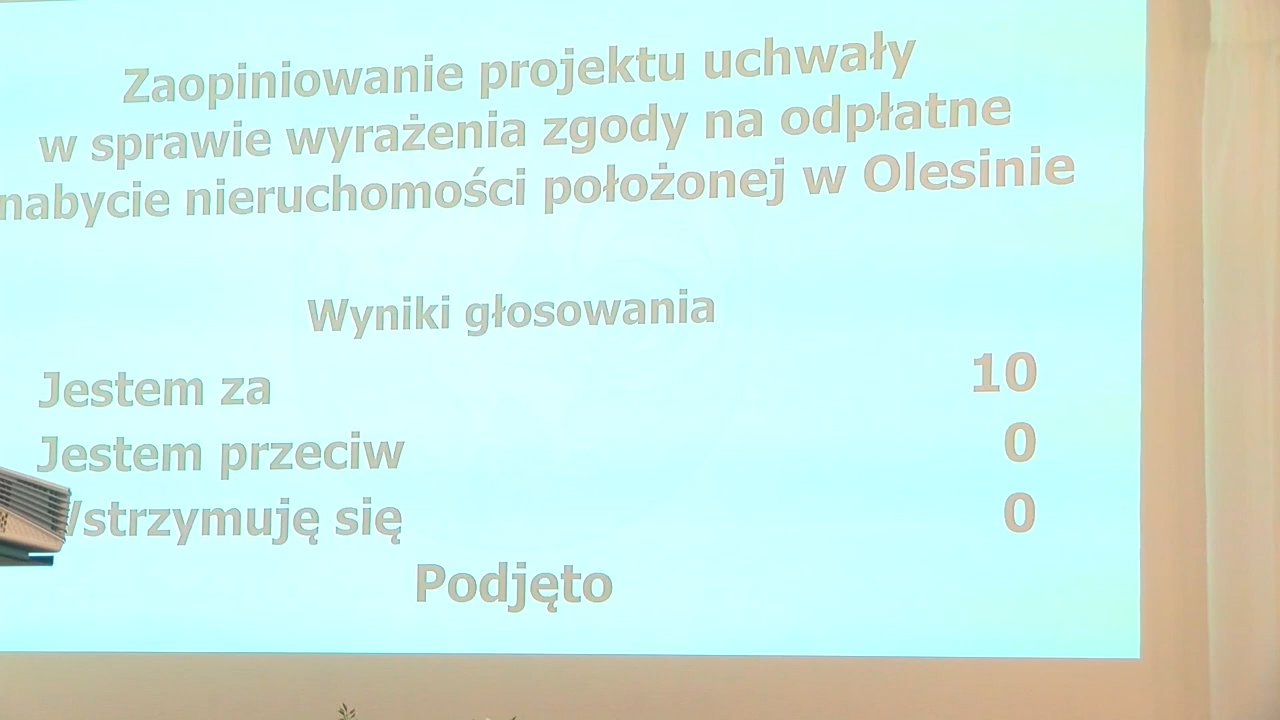 Zaopiniowanie projektu uchwały
w sprawie wyrażenia zgody na odpłatne
nabycie nieruchomości położonej w Olesinie
Wyniki głosowania
Jestem za 10
Jestem przeciw 0
Wstrzymuję się 0
Podjęto